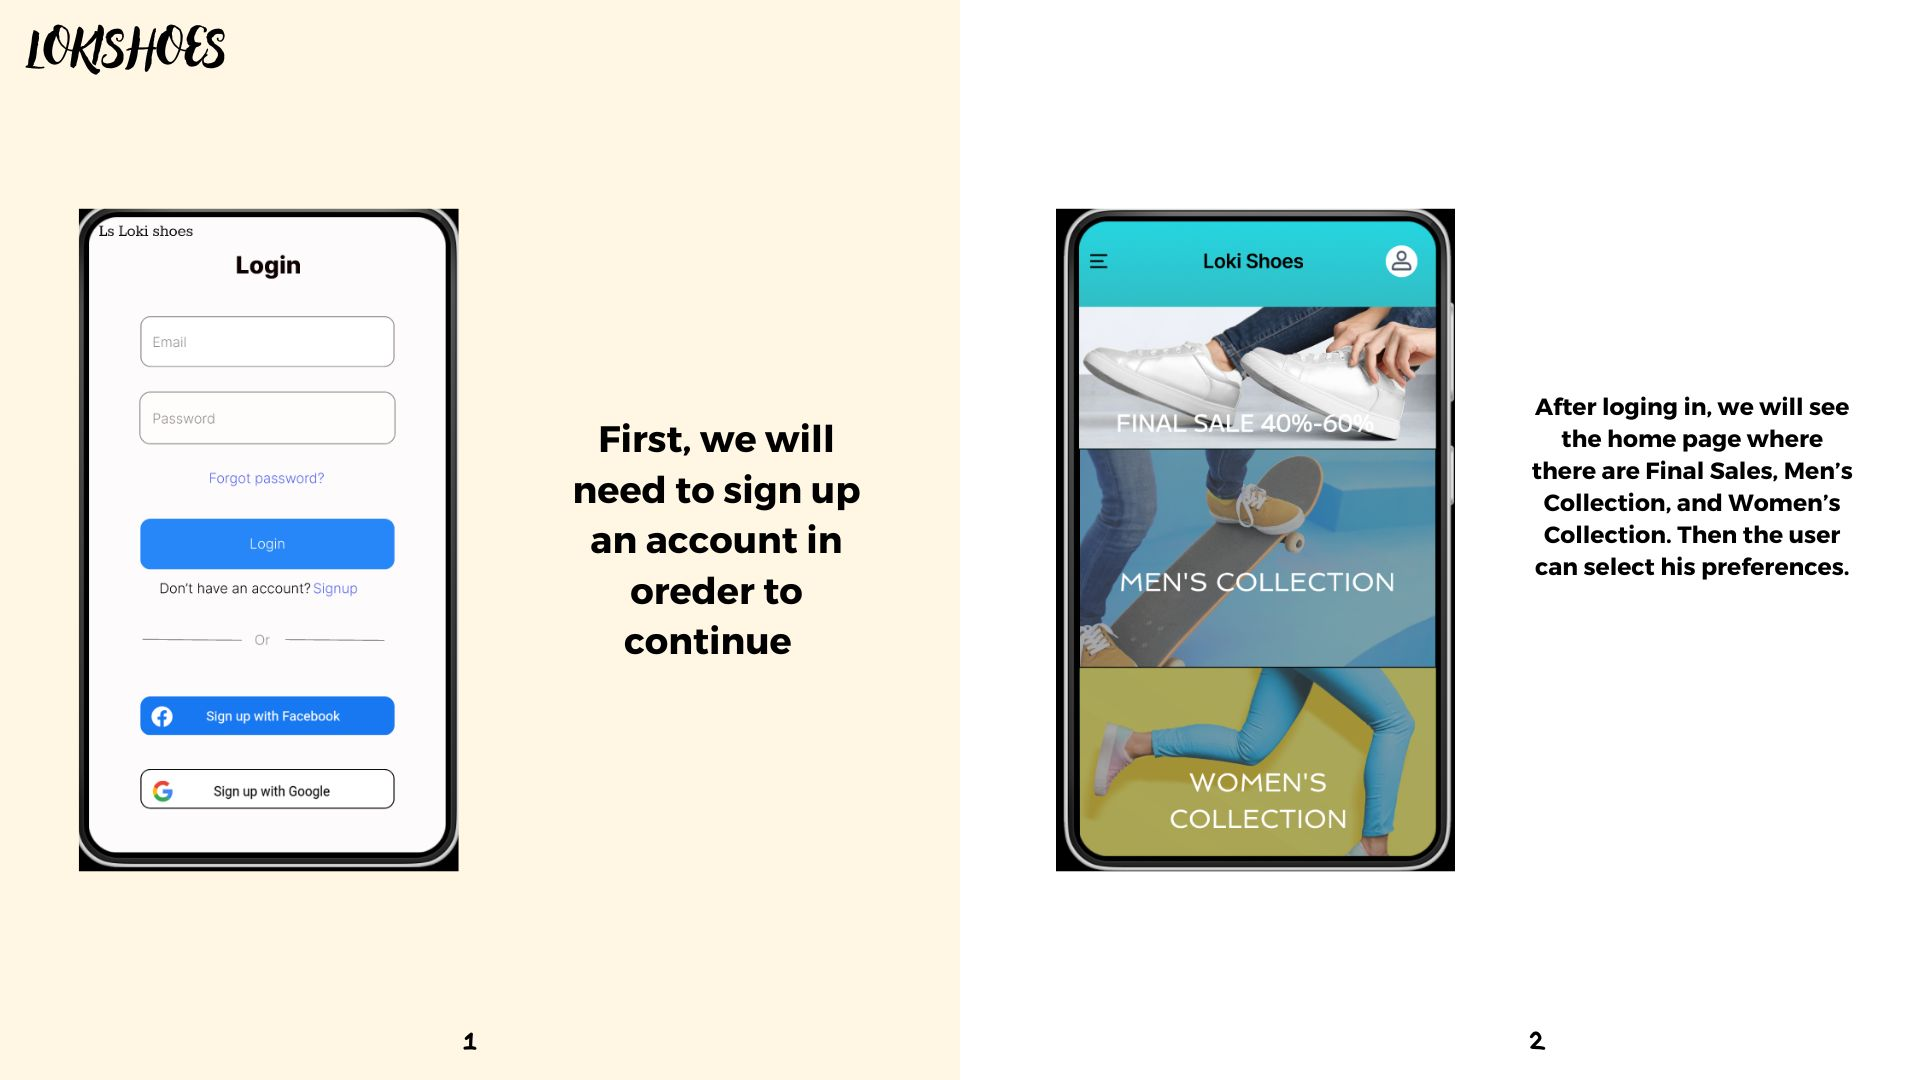 LOKISHOES
Ls Loki shoes
Login
Email
Password
Forgot password?
Login
Don't have an account? Signup
Or
Sign up with Facebook
Sign up with Google
First, we will
need to sign up
an account in
oreder to
continue
1
Loki Shoes
FINAL SALE 40%-60%
MEN'S COLLECTION
WOMEN'S
COLLECTION
After loging in, we will see
the home page where
there are Final Sales, Men’s
Collection, and Women’s
Collection. Then the user
can select his preferences.
2